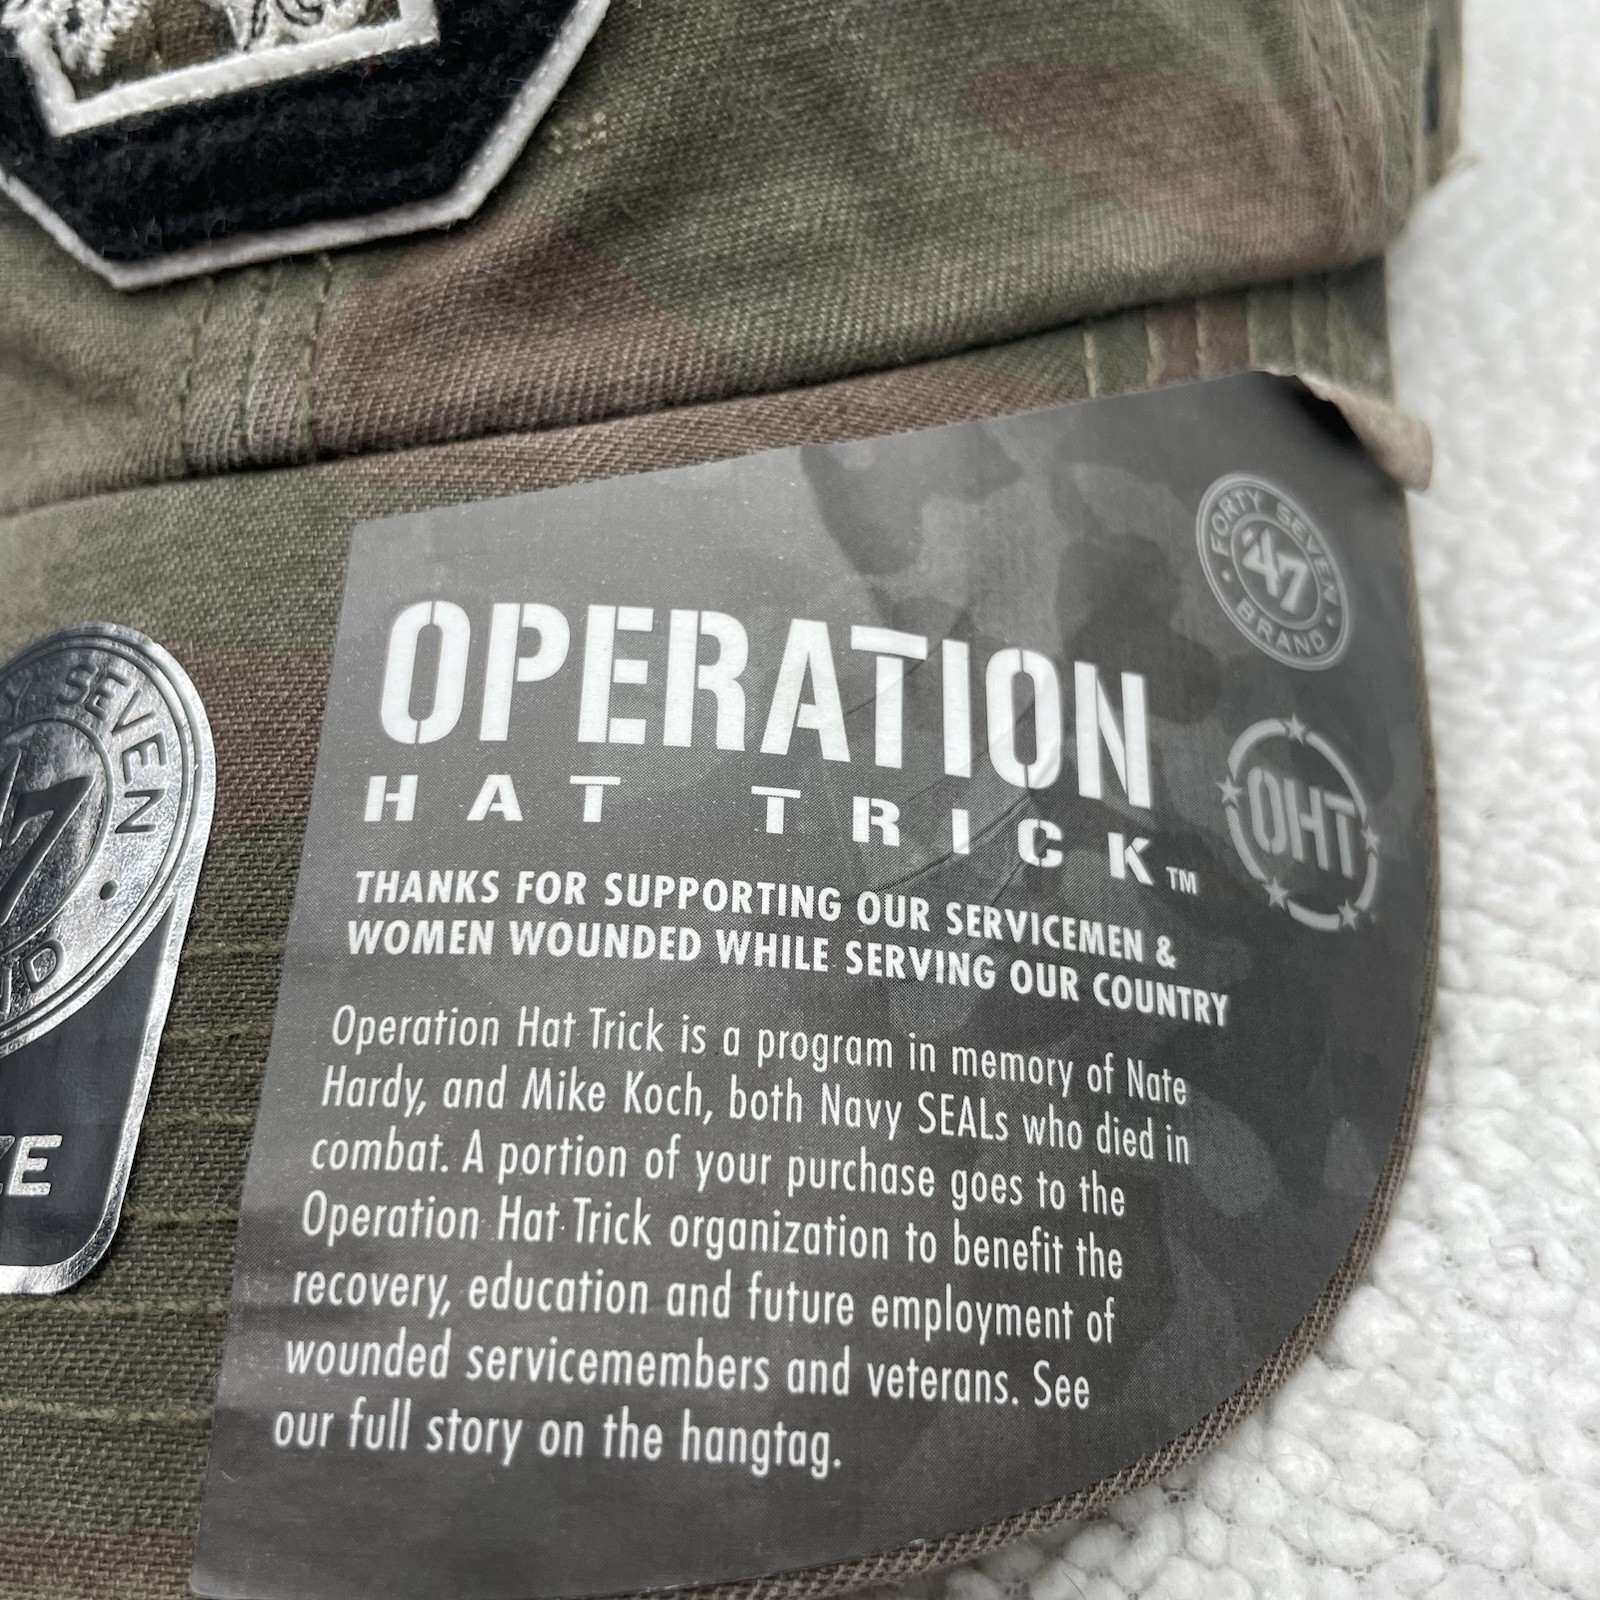 FORTY SEVEN
'47
BRAND
OPERATION
HAT TRICK™
OHT
THANKS FOR SUPPORTING OUR SERVICEMEN &
WOMEN WOUNDED WHILE SERVING OUR COUNTRY
Operation Hat Trick is a program in memory of Nate
Hardy, and Mike Koch, both Navy SEALs who died in
combat. A portion of your purchase goes to the
Operation Hat Trick organization to benefit the
recovery, education and future employment of
wounded servicemembers and veterans. See
our full story on the hangtag.
SEVEN
7